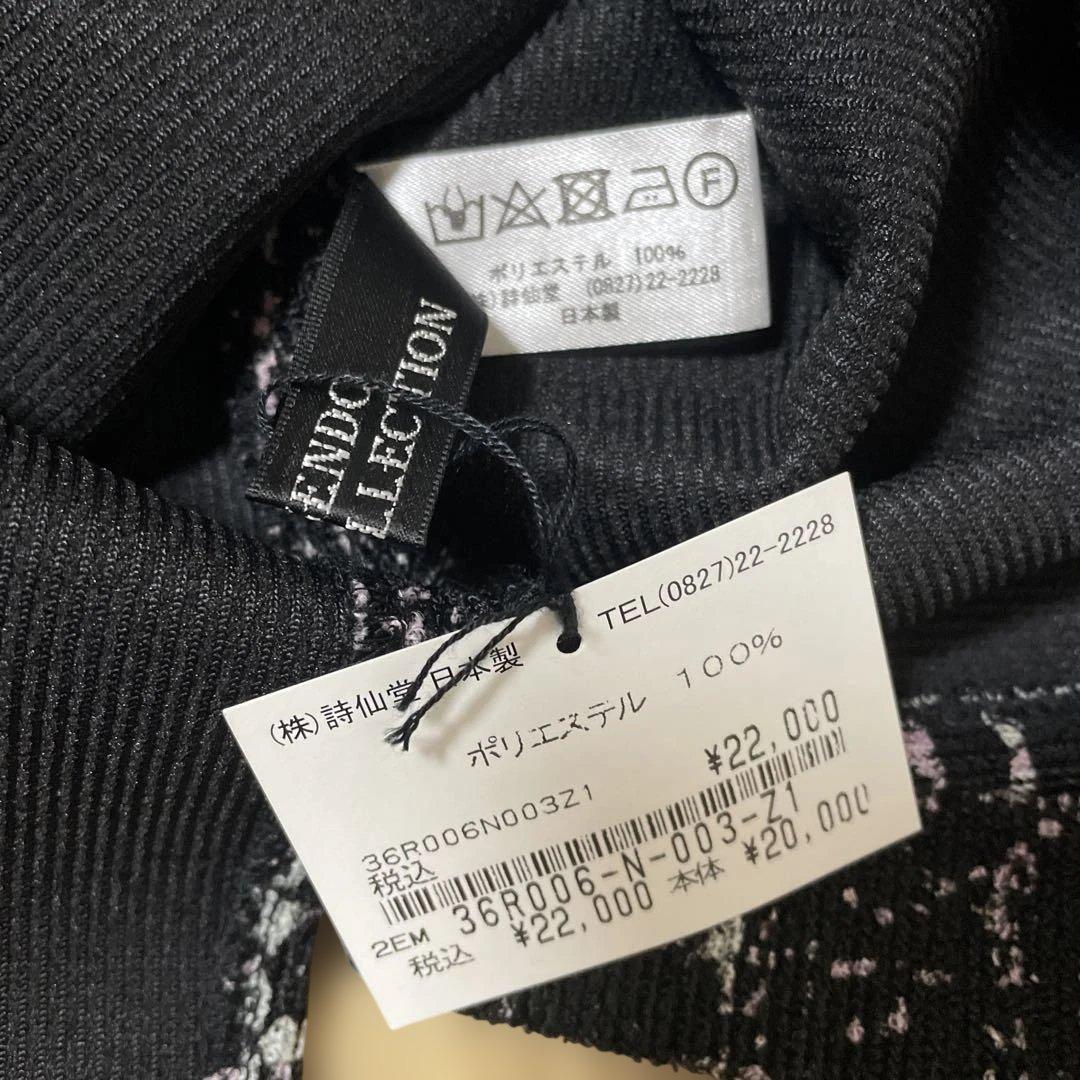 F
ポリエステル 100%
株)詩仙堂 (0827)22-2228
日本製
ENDO
LLECTION
(株)詩仙堂 日本製 TEL(0827)22-2228
ポリエステル 100%
36R006N003Z1 ¥22,000
税込
36R006-N-003-Z1
2EM ¥22,000 本体 ¥20,000
税込